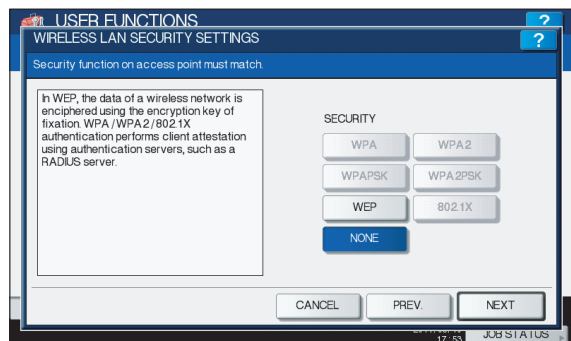 USER FUNCTIONS
?
WIRELESS LAN SECURITY SETTINGS
?
Security function on access point must match.
In WEP, the data of a wireless network is
enciphered using the encryption key of
fixation. WPA / WPA2 / 802.1X
authentication performs client attestation
using authentication servers, such as a
RADIUS server.
SECURITY
WPA WPA2
WPAPSK WPA2PSK
WEP 802.1X
NONE
CANCEL PREV. NEXT
17 : 53 JOB STATUS